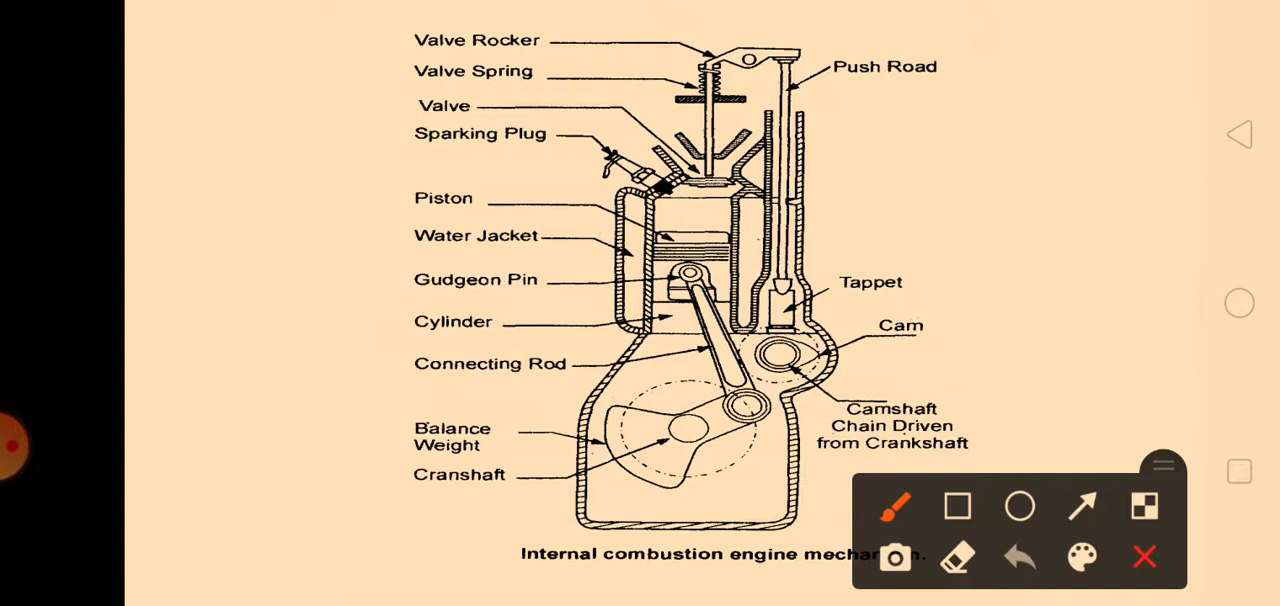 Valve Rocker
Valve Spring
Push Road
Valve
Sparking Plug
Piston
Water Jacket
Gudgeon Pin
Tappet
Cylinder
Cam
Connecting Rod
Camshaft
Chain Driven
from Crankshaft
Balance
Weight
Cranshaft
Internal combustion engine